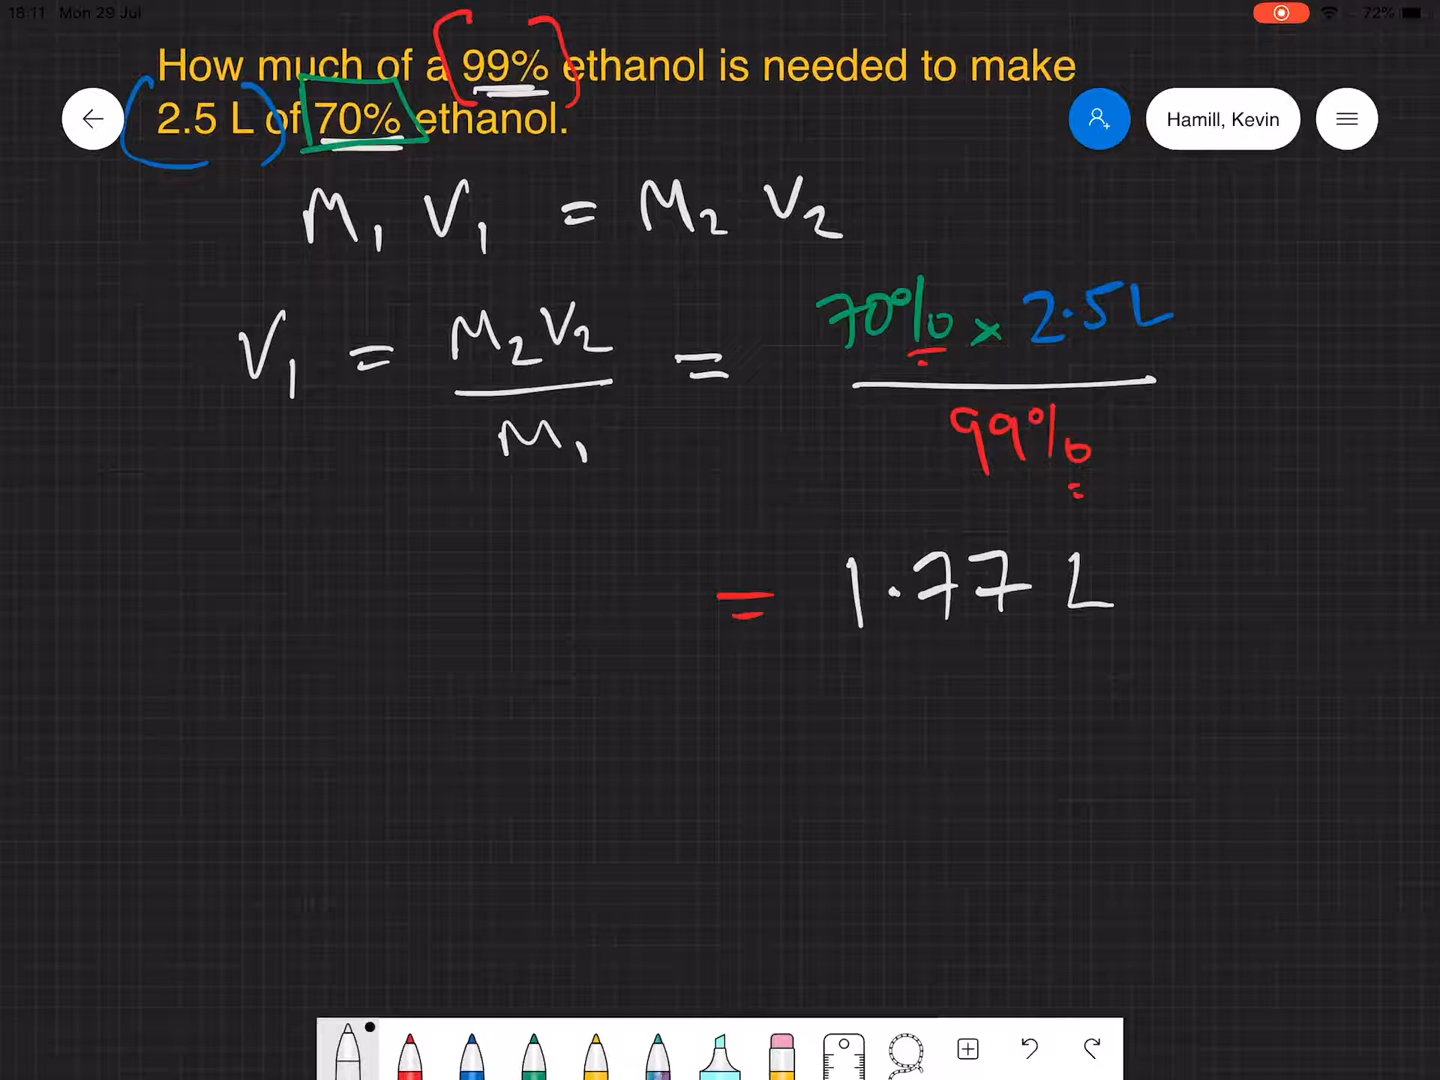 18:11 Mon 29 Jul 72%
How much of a 99% ethanol is needed to make
2.5 L of 70% ethanol.
Hamill, Kevin
M₁ V₁ = M₂ V₂
V₁ = M₂V₂ / M₁ = 70% × 2.5L / 99%
= 1.77 L